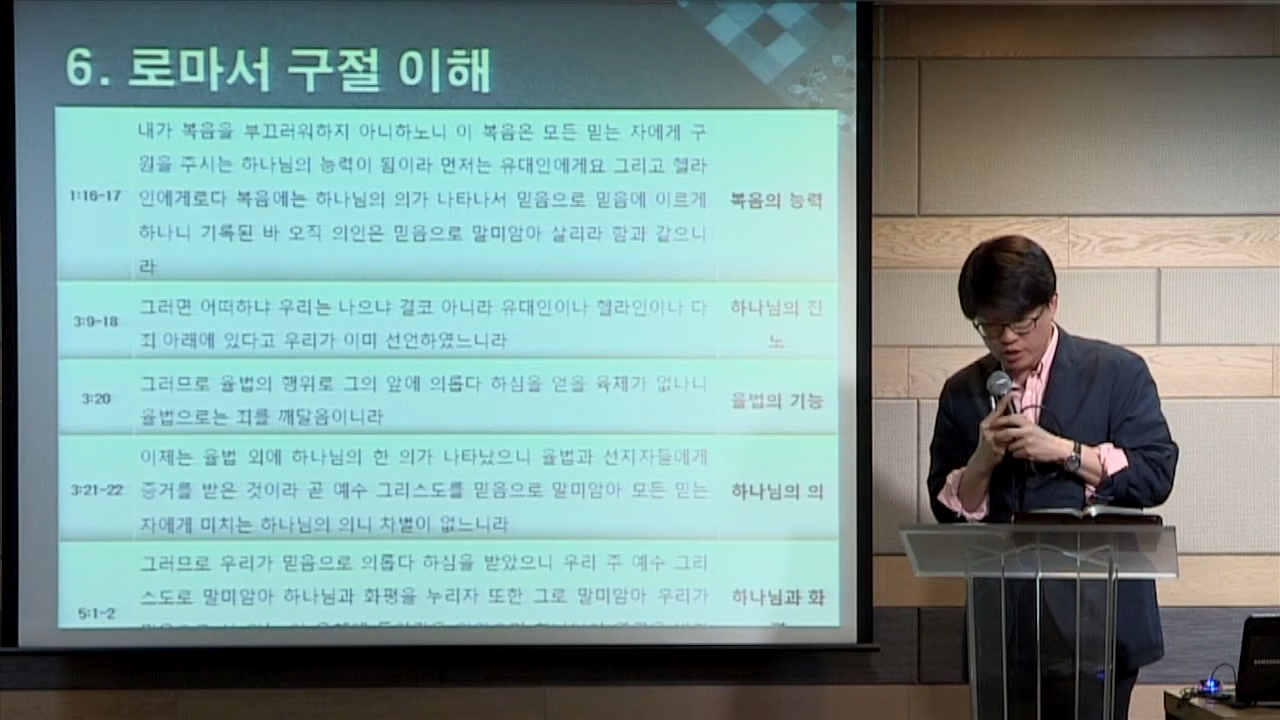 6. 로마서 구절 이해
내가 복음을 부끄러워하지 아니하노니 이 복음은 모든 믿는 자에게 구
원을 주시는 하나님의 능력이 됨이라 먼저는 유대인에게요 그리고 헬라
1:16-17
인에게로다 복음에는 하나님의 의가 나타나서 믿음으로 믿음에 이르게
복음의 능력
하나니 기록된 바 오직 의인은 믿음으로 말미암아 살리라 함과 같으니
라
3:9-18
그러면 어떠하냐 우리는 나으냐 결코 아니라 유대인이나 헬라인이나 다
죄 아래에 있다고 우리가 이미 선언하였느니라
하나님의 진
노
3:20
그러므로 율법의 행위로 그의 앞에 의롭다 하심을 얻을 육체가 없나니
율법으로는 죄를 깨달음이니라
율법의 기능
이제는 율법 외에 하나님의 한 의가 나타났으니 율법과 선지자들에게
3:21-22
증거를 받은 것이라 곧 예수 그리스도를 믿음으로 말미암아 모든 믿는
하나님의 의
자에게 미치는 하나님의 의니 차별이 없느니라
그러므로 우리가 믿음으로 의롭다 하심을 받았으니 우리 주 예수 그리
스도로 말미암아 하나님과 화평을 누리자 또한 그로 말미암아 우리가
하나님과 화
5:1-2